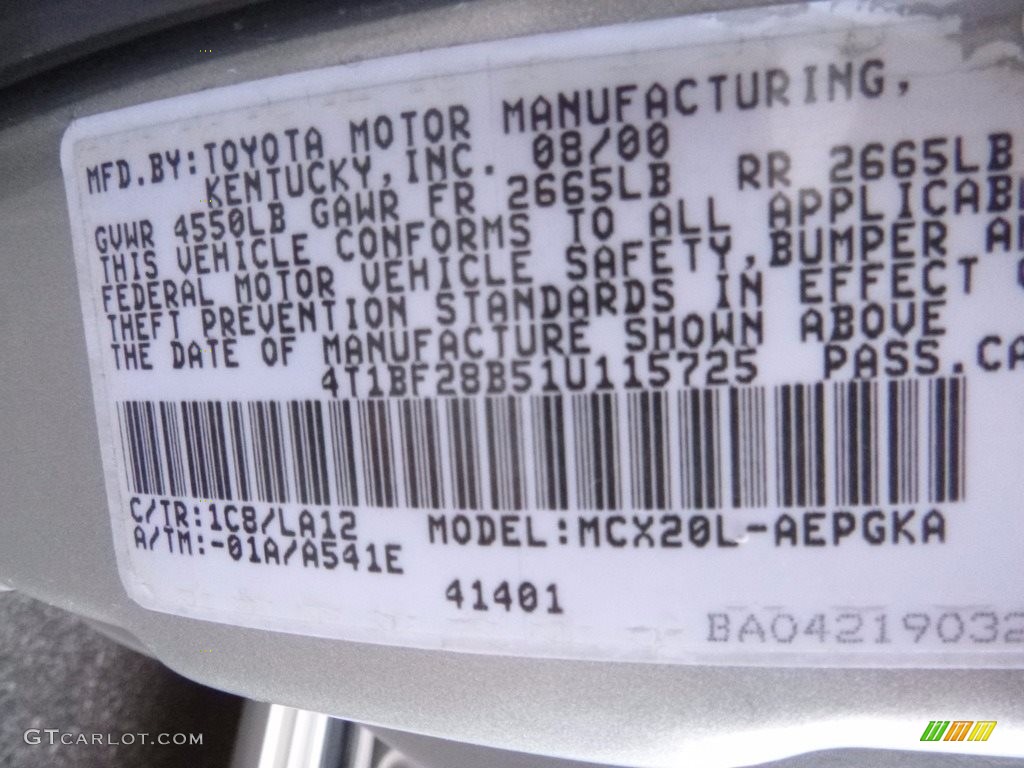 MFD.BY:TOYOTA MOTOR MANUFACTURING,
KENTUCKY,INC. 08/00
GVWR 4550LB GAWR FR 2665LB RR 2665LB
THIS VEHICLE CONFORMS TO ALL APPLICAB
FEDERAL MOTOR VEHICLE SAFETY,BUMPER A
THEFT PREVENTION STANDARDS IN EFFECT
THE DATE OF MANUFACTURE SHOWN ABOVE
4T1BF28B51U115725 PASS.CA
C/TR:1C8/LA12
A/TM:-01A/A541E MODEL:MCX20L-AEPGKA
41401
BA04219032
GTCARLOT.COM